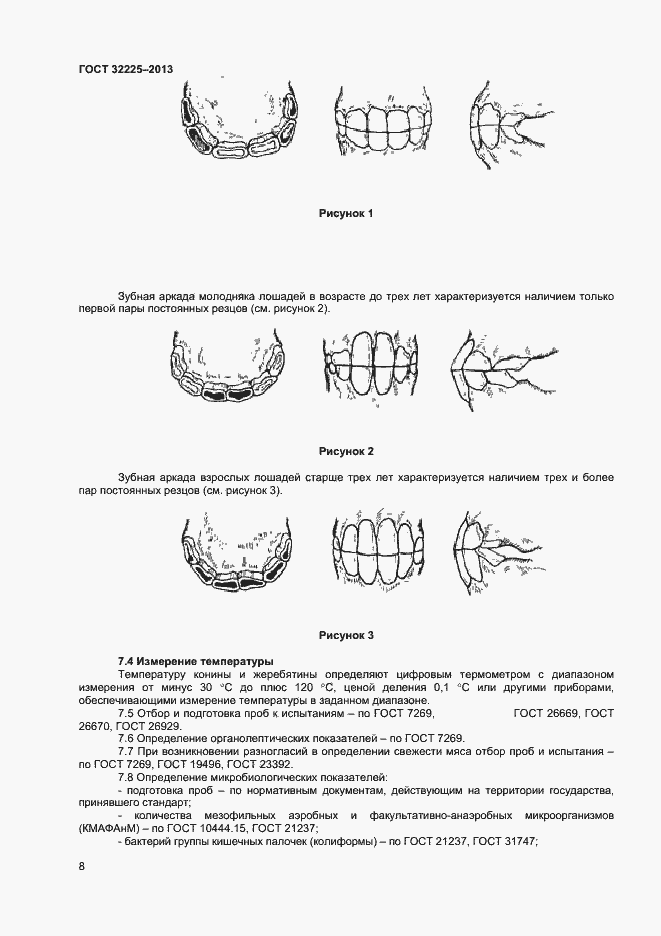 ГОСТ 32225–2013
Рисунок 1
Зубная аркада молодняка лошадей в возрасте до трех лет характеризуется наличием только
первой пары постоянных резцов (см. рисунок 2).
Рисунок 2
Зубная аркада взрослых лошадей старше трех лет характеризуется наличием трех и более
пар постоянных резцов (см. рисунок 3).
Рисунок 3
7.4 Измерение температуры
Температуру конины и жеребятины определяют цифровым термометром с диапазоном
измерения от минус 30 °С до плюс 120 °С, ценой деления 0,1 °С или другими приборами,
обеспечивающими измерение температуры в заданном диапазоне.
7.5 Отбор и подготовка проб к испытаниям – по ГОСТ 7269, ГОСТ 26669, ГОСТ
26670, ГОСТ 26929.
7.6 Определение органолептических показателей – по ГОСТ 7269.
7.7 При возникновении разногласий в определении свежести мяса отбор проб и испытания –
по ГОСТ 7269, ГОСТ 19496, ГОСТ 23392.
7.8 Определение микробиологических показателей:
- подготовка проб – по нормативным документам, действующим на территории государства,
принявшего стандарт;
- количества мезофильных аэробных и факультативно-анаэробных микроорганизмов
(КМАФАнМ) – по ГОСТ 10444.15, ГОСТ 21237;
- бактерий группы кишечных палочек (колиформы) – по ГОСТ 21237, ГОСТ 31747;
8